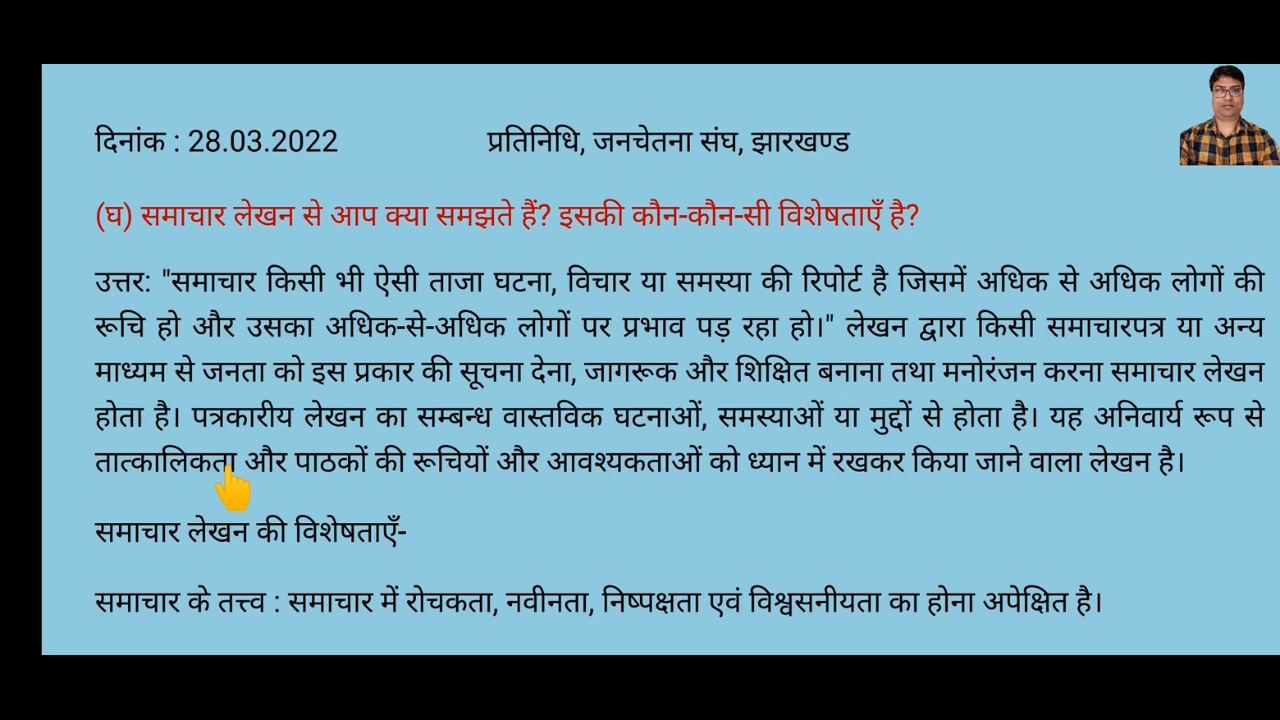 दिनांक : 28.03.2022 प्रतिनिधि, जनचेतना संघ, झारखण्ड
(घ) समाचार लेखन से आप क्या समझते हैं? इसकी कौन-कौन-सी विशेषताएँ है?
उत्तर: "समाचार किसी भी ऐसी ताजा घटना, विचार या समस्या की रिपोर्ट है जिसमें अधिक से अधिक लोगों की
रूचि हो और उसका अधिक-से-अधिक लोगों पर प्रभाव पड़ रहा हो।" लेखन द्वारा किसी समाचारपत्र या अन्य
माध्यम से जनता को इस प्रकार की सूचना देना, जागरूक और शिक्षित बनाना तथा मनोरंजन करना समाचार लेखन
होता है। पत्रकारीय लेखन का सम्बन्ध वास्तविक घटनाओं, समस्याओं या मुद्दों से होता है। यह अनिवार्य रूप से
तात्कालिकता और पाठकों की रूचियों और आवश्यकताओं को ध्यान में रखकर किया जाने वाला लेखन है।
समाचार लेखन की विशेषताएँ-
समाचार के तत्त्व : समाचार में रोचकता, नवीनता, निष्पक्षता एवं विश्वसनीयता का होना अपेक्षित है।